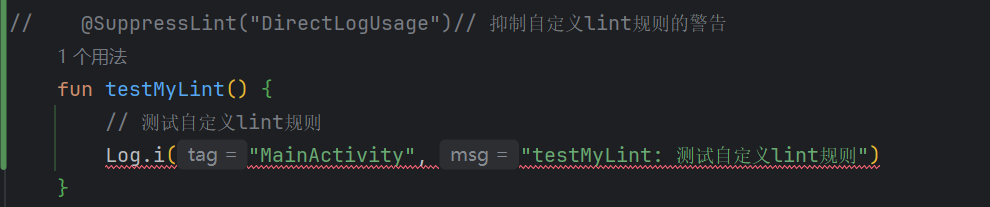 //      @SuppressLint("DirectLogUsage")// 抑制自定义lint规则的警告
1 个用法
fun testMyLint() {
// 测试自定义lint规则
Log.i( tag = "MainActivity", msg = "testMyLint: 测试自定义lint规则")
}